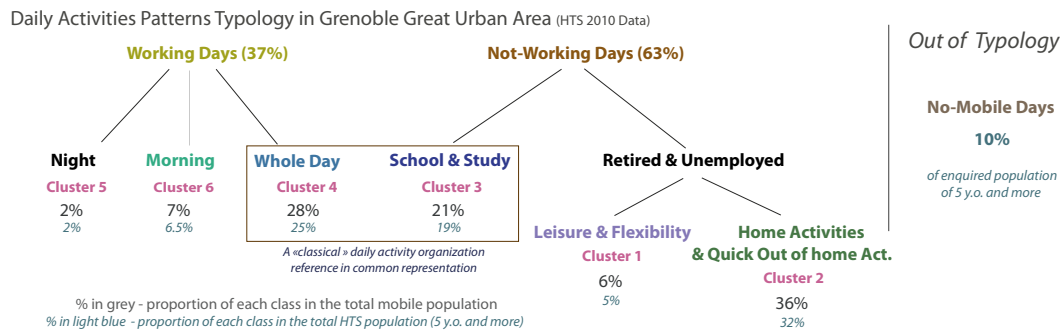 Daily Activities Patterns Typology in Grenoble Great Urban Area (HTS 2010 Data)
Working Days (37%)
Not-Working Days (63%)
Out of Typology
No-Mobile Days
10%
of enquired population
of 5 y.o. and more
Night
Cluster 5
2%
2%
Morning
Cluster 6
7%
6.5%
Whole Day
Cluster 4
28%
25%
School & Study
Cluster 3
21%
19%
A «classical» daily activity organization
reference in common representation
Retired & Unemployed
Leisure & Flexibility
Cluster 1
6%
5%
Home Activities
& Quick Out of home Act.
Cluster 2
36%
32%
% in grey - proportion of each class in the total mobile population
% in light blue - proportion of each class in the total HTS population (5 y.o. and more)